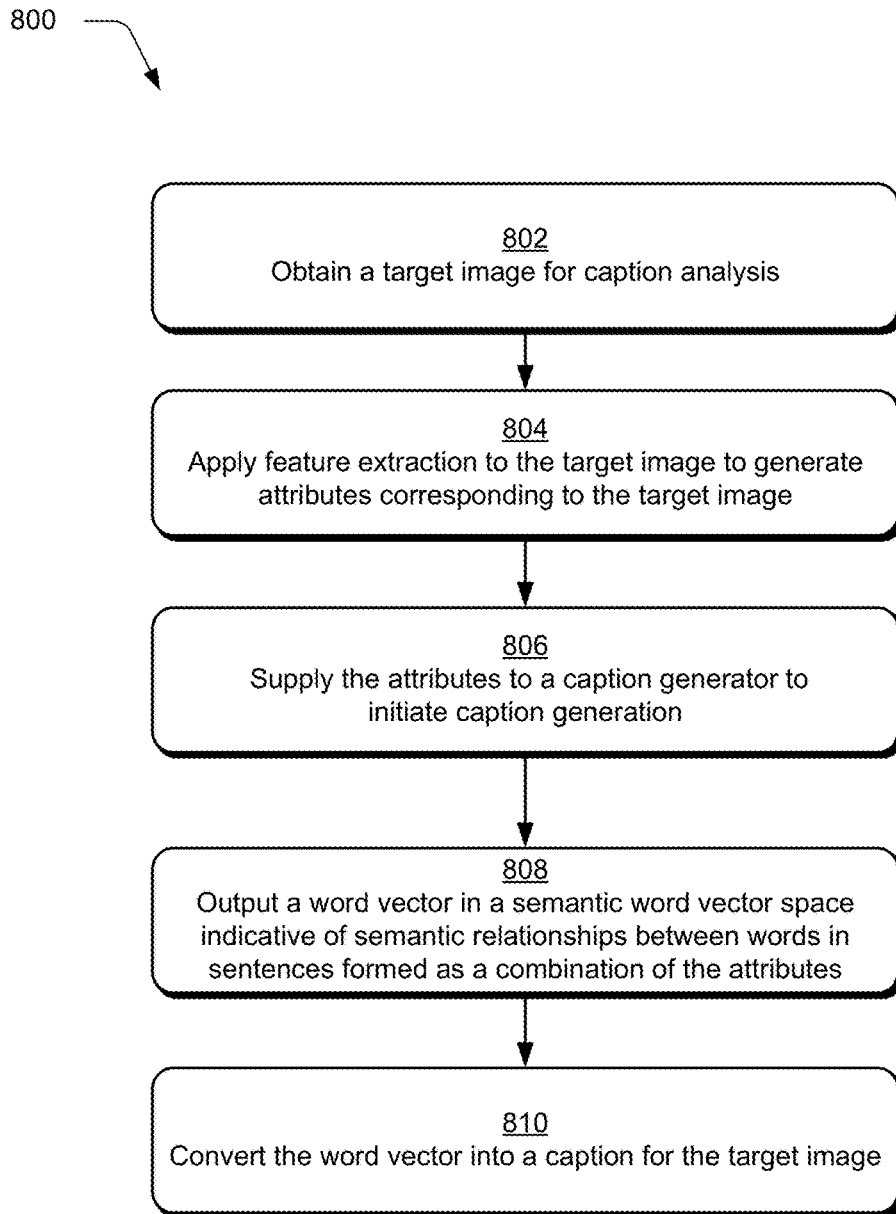 800
802
Obtain a target image for caption analysis
804
Apply feature extraction to the target image to generate
attributes corresponding to the target image
806
Supply the attributes to a caption generator to
initiate caption generation
808
Output a word vector in a semantic word vector space
indicative of semantic relationships between words in
sentences formed as a combination of the attributes
810
Convert the word vector into a caption for the target image